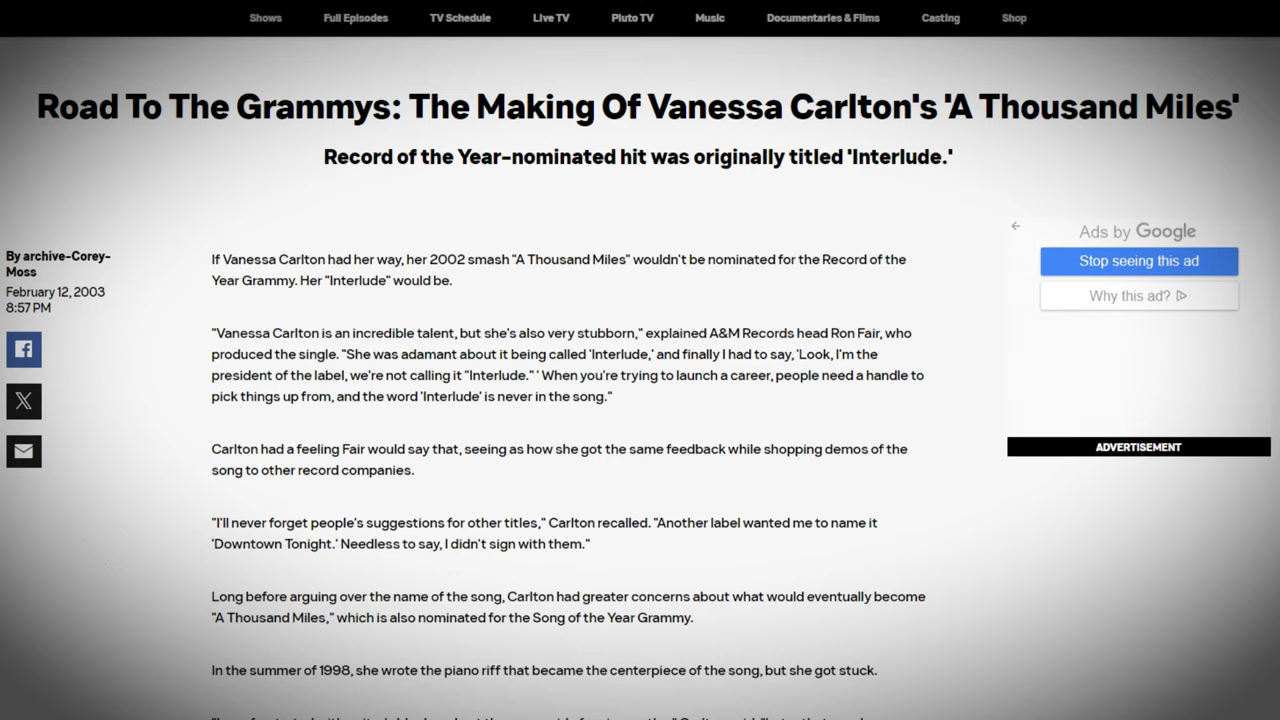 Shows Full Episodes TV Schedule Live TV Pluto TV Music Documentaries & Films Casting Shop
Road To The Grammys: The Making Of Vanessa Carlton's 'A Thousand Miles'
Record of the Year-nominated hit was originally titled 'Interlude.'
By archive-Corey-
Moss
February 12, 2003
8:57 PM
If Vanessa Carlton had her way, her 2002 smash "A Thousand Miles" wouldn't be nominated for the Record of the
Year Grammy. Her "Interlude" would be.
"Vanessa Carlton is an incredible talent, but she's also very stubborn," explained A&M Records head Ron Fair, who
produced the single. "She was adamant about it being called 'Interlude,' and finally I had to say, 'Look, I'm the
president of the label, we're not calling it "Interlude." ' When you're trying to launch a career, people need a handle to
pick things up from, and the word 'Interlude' is never in the song."
Carlton had a feeling Fair would say that, seeing as how she got the same feedback while shopping demos of the
song to other record companies.
"I'll never forget people's suggestions for other titles," Carlton recalled. "Another label wanted me to name it
'Downtown Tonight.' Needless to say, I didn't sign with them."
Long before arguing over the name of the song, Carlton had greater concerns about what would eventually become
"A Thousand Miles," which is also nominated for the Song of the Year Grammy.
In the summer of 1998, she wrote the piano riff that became the centerpiece of the song, but she got stuck.
Ads by Google
Stop seeing this ad
Why this ad?
ADVERTISEMENT